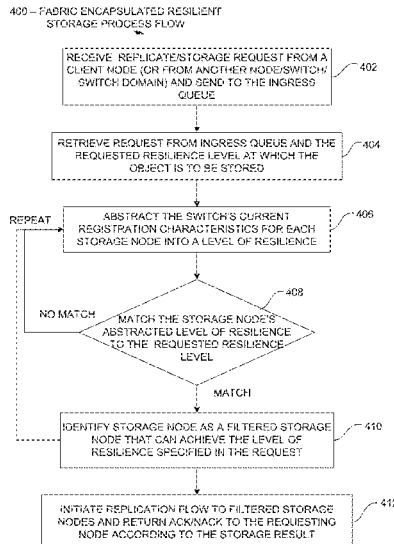 400 – FABRIC ENCAPSULATED RESILIENT
STORAGE PROCESS FLOW
RECEIVE REPLICATE/STORAGE REQUEST FROM A
CLIENT NODE (OR FROM ANOTHER NODE/SWITCH/
SWITCH DOMAIN) AND SEND TO THE INGRESS
QUEUE
402
RETRIEVE REQUEST FROM INGRESS QUEUE AND THE
REQUESTED RESILIENCE LEVEL AT WHICH THE
OBJECT IS TO BE STORED
404
REPEAT
ABSTRACT THE SWITCH'S CURRENT
REGISTRATION CHARACTERISTICS FOR EACH
STORAGE NODE INTO A LEVEL OF RESILIENCE
406
408
NO MATCH
MATCH THE STORAGE NODE'S
ABSTRACTED LEVEL OF RESILIENCE
TO THE REQUESTED RESILIENCE
LEVEL
MATCH
IDENTIFY STORAGE NODE AS A FILTERED STORAGE
NODE THAT CAN ACHIEVE THE LEVEL OF
RESILIENCE SPECIFIED IN THE REQUEST
410
INITIATE REPLICATION FLOW TO FILTERED STORAGE
NODES AND RETURN ACK/NACK TO THE REQUESTING
NODE ACCORDING TO THE STORAGE RESULT
412